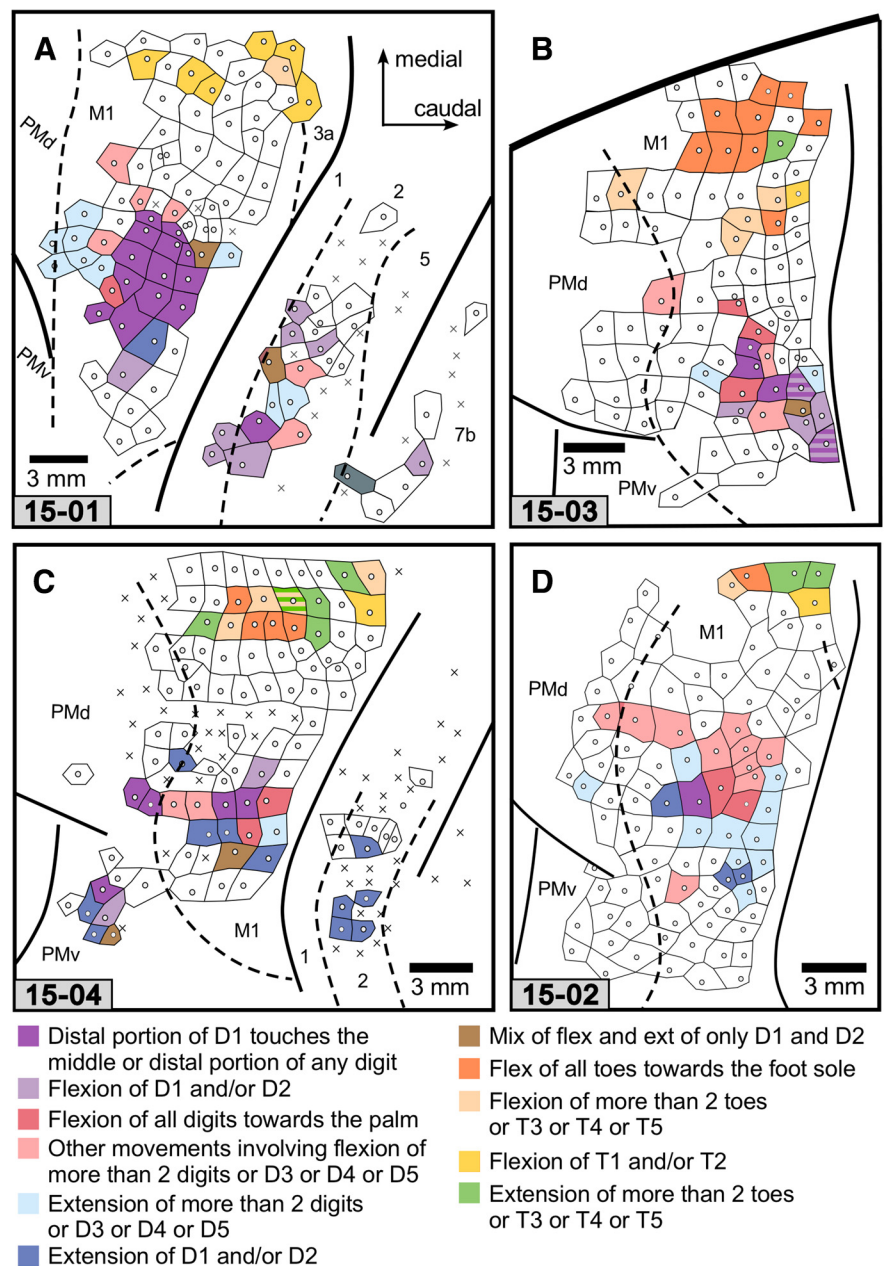 A
medial
caudal
PMd
M1
3a
1
2
5
PMv
7b
3 mm
15-01
B
M1
PMd
3 mm
PMv
15-03
C
PMd
M1
PMv
1
2
3 mm
15-04
D
M1
PMd
PMv
3 mm
15-02
Distal portion of D1 touches the
middle or distal portion of any digit
Flexion of D1 and/or D2
Flexion of all digits towards the palm
Other movements involving flexion of
more than 2 digits or D3 or D4 or D5
Extension of more than 2 digits
or D3 or D4 or D5
Extension of D1 and/or D2
Mix of flex and ext of only D1 and D2
Flex of all toes towards the foot sole
Flexion of more than 2 toes
or T3 or T4 or T5
Flexion of T1 and/or T2
Extension of more than 2 toes
or T3 or T4 or T5